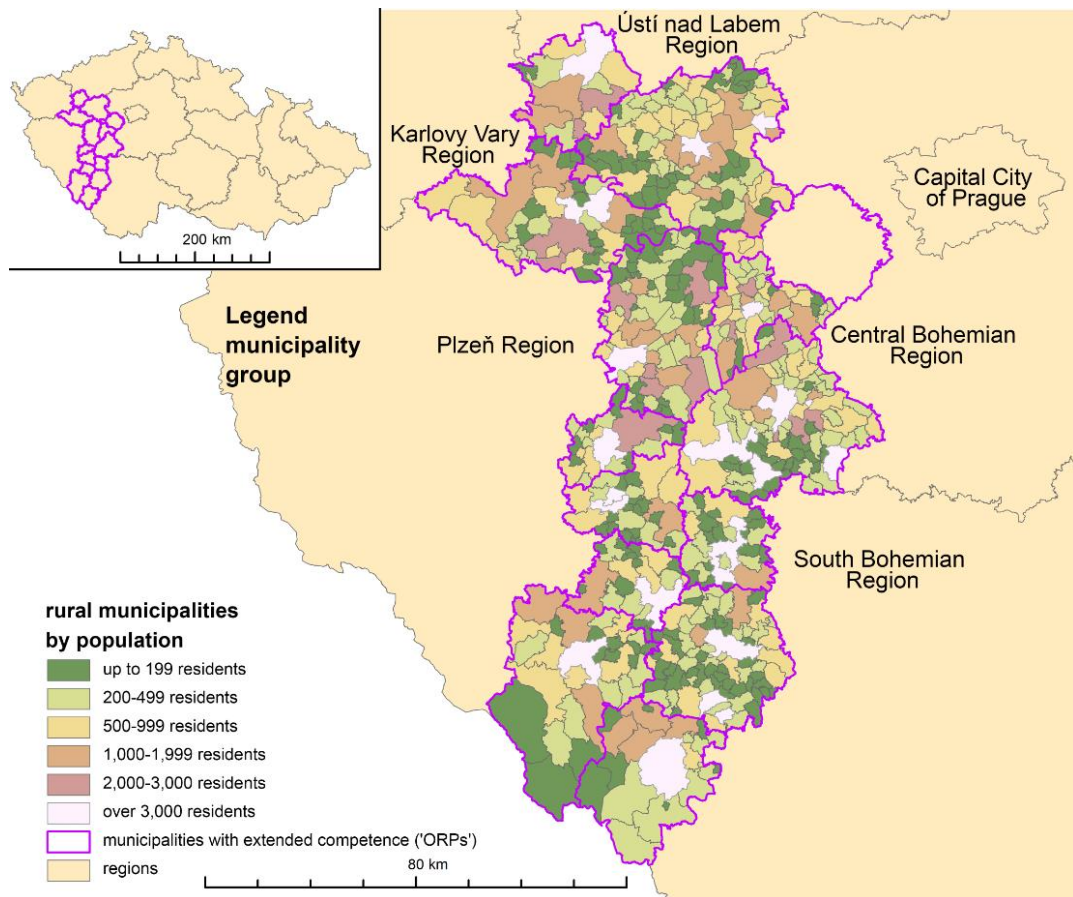 Ústí nad Labem
Region
Karlovy Vary
Region
Capital City
of Prague
200 km
Legend
municipality
group
Plzeň Region
Central Bohemian
Region
South Bohemian
Region
rural municipalities
by population
up to 199 residents
200-499 residents
500-999 residents
1,000-1,999 residents
2,000-3,000 residents
over 3,000 residents
municipalities with extended competence ('ORPs')
regions
80 km